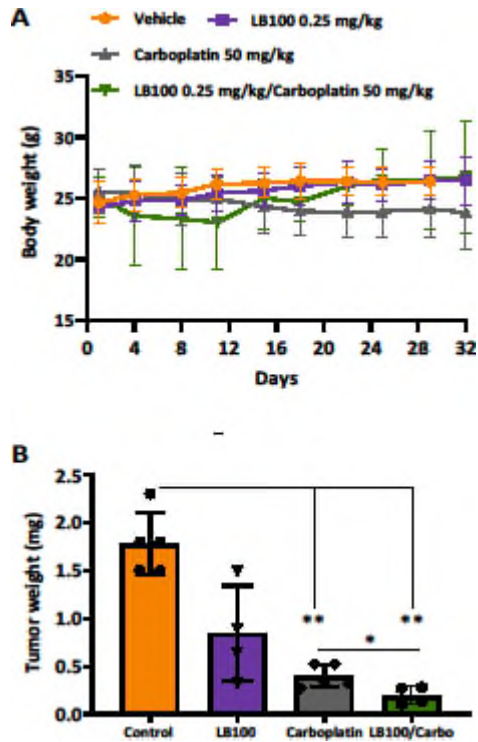 A
Vehicle LB100 0.25 mg/kg
Carboplatin 50 mg/kg
LB100 0.25 mg/kg/Carboplatin 50 mg/kg
Body weight (g)
35
30
25
20
15
0 4 8 12 16 20 24 28 32
Days
B
Tumor weight (mg)
2.5
2.0
1.5
1.0
0.5
0.0
** **
*
Control LB100 Carboplatin LB100/Carbo